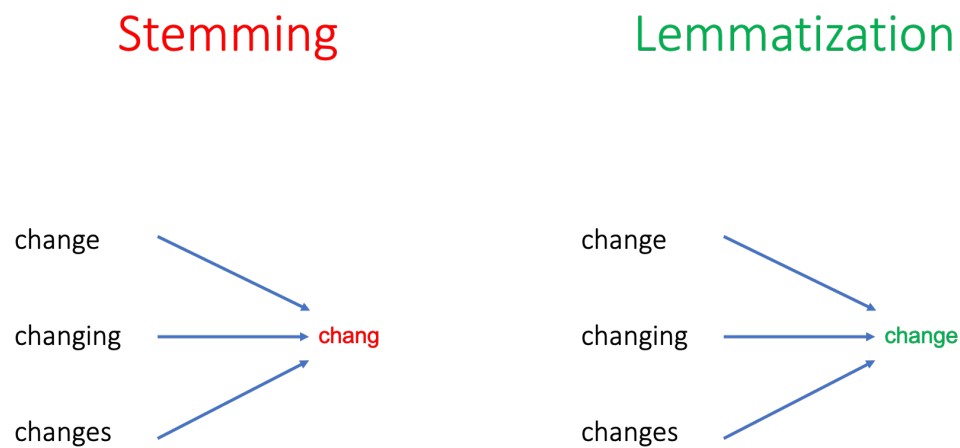 Stemming
change
changing
changes
chang
Lemmatization
change
changing
changes
change